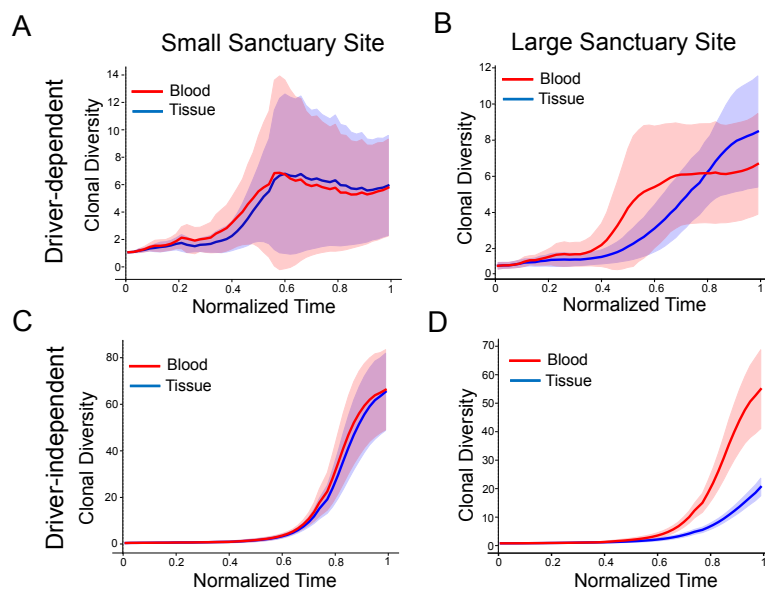 A
Small Sanctuary Site
B
Large Sanctuary Site
Driver-dependent
Clonal Diversity
14
12
10
8
6
4
2
0
Blood
Tissue
0
0.2
0.4
0.6
0.8
1
Normalized Time
Clonal Diversity
12
10
8
6
4
2
0
Blood
Tissue
0
0.2
0.4
0.6
0.8
1
Normalized Time
C
D
Driver-independent
Clonal Diversity
80
60
40
20
0
Blood
Tissue
0
0.2
0.4
0.6
0.8
1
Normalized Time
Clonal Diversity
70
60
50
40
30
20
10
0
Blood
Tissue
0
0.2
0.4
0.6
0.8
1
Normalized Time